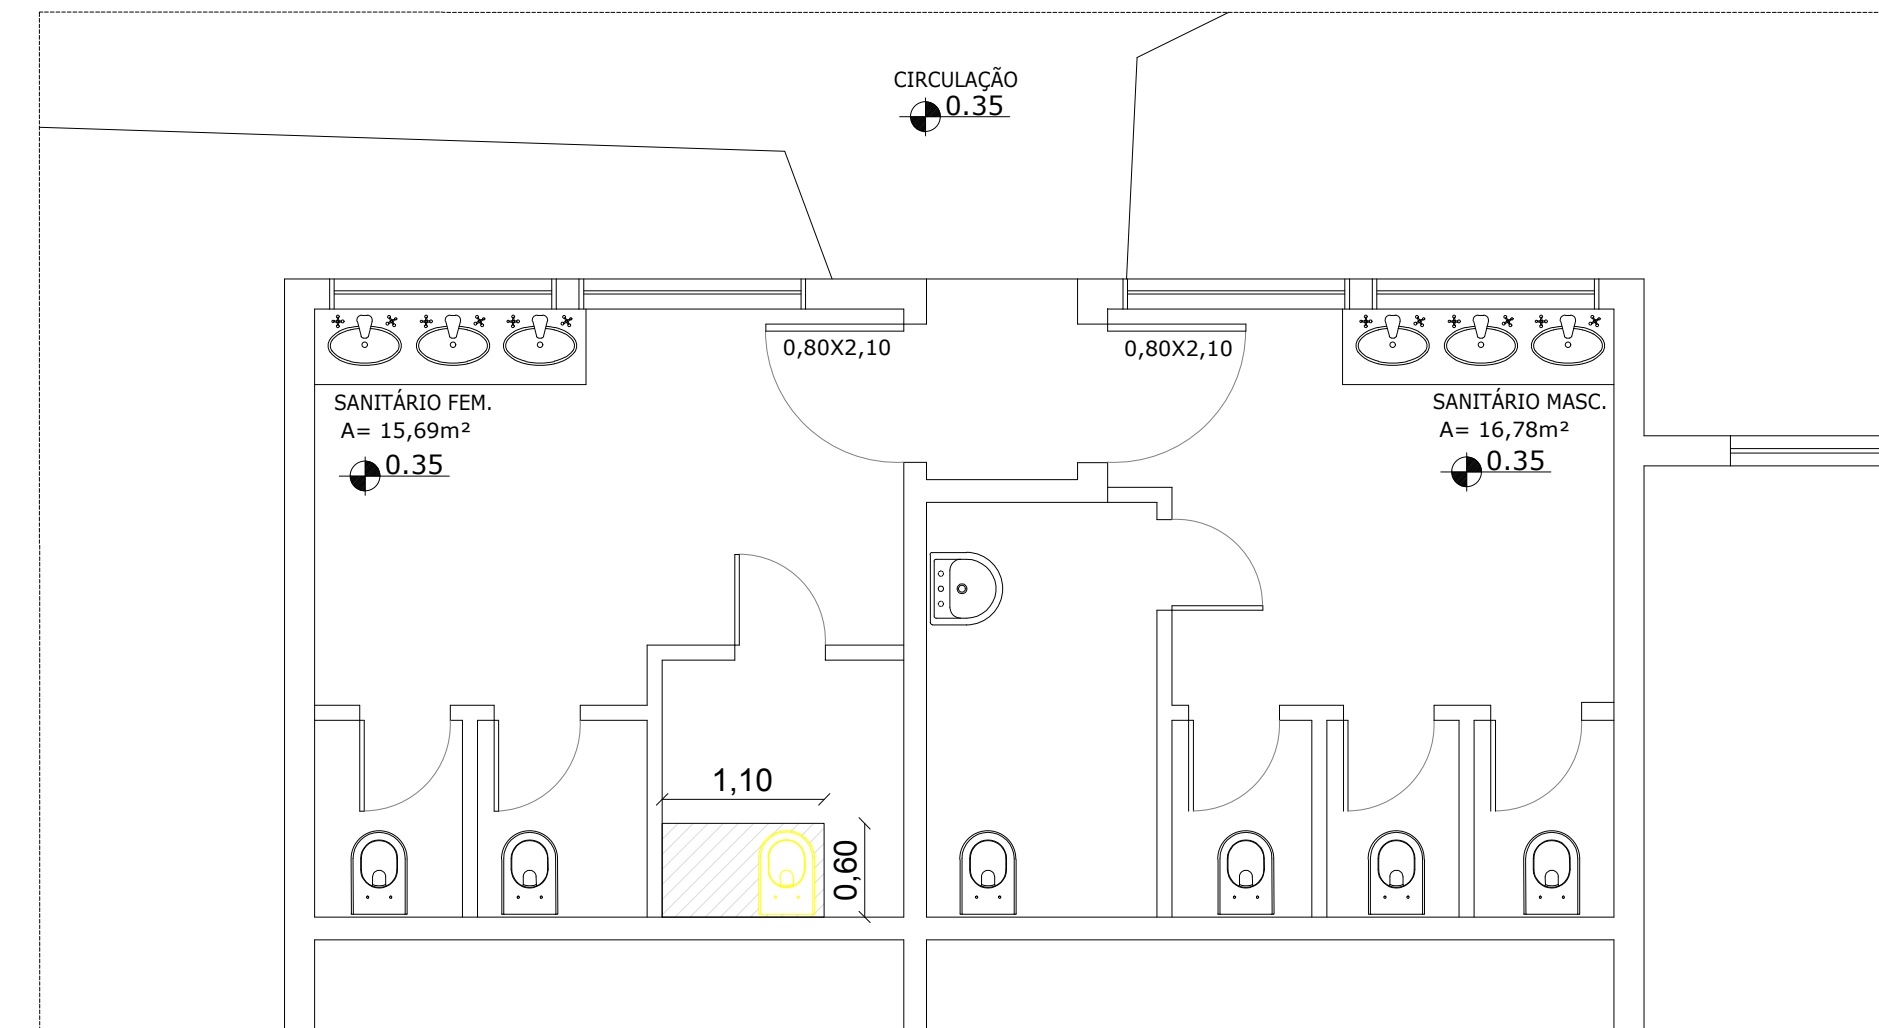 CIRCULAÇÃO
0.35
0,80X2,10
0,80X2,10
SANITÁRIO FEM.
A= 15,69m²
0.35
SANITÁRIO MASC.
A= 16,78m²
0.35
1,10
0,60